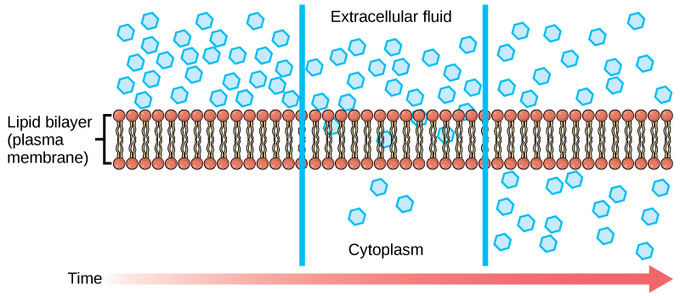 Extracellular fluid
Lipid bilayer
(plasma
membrane)
Cytoplasm
Time